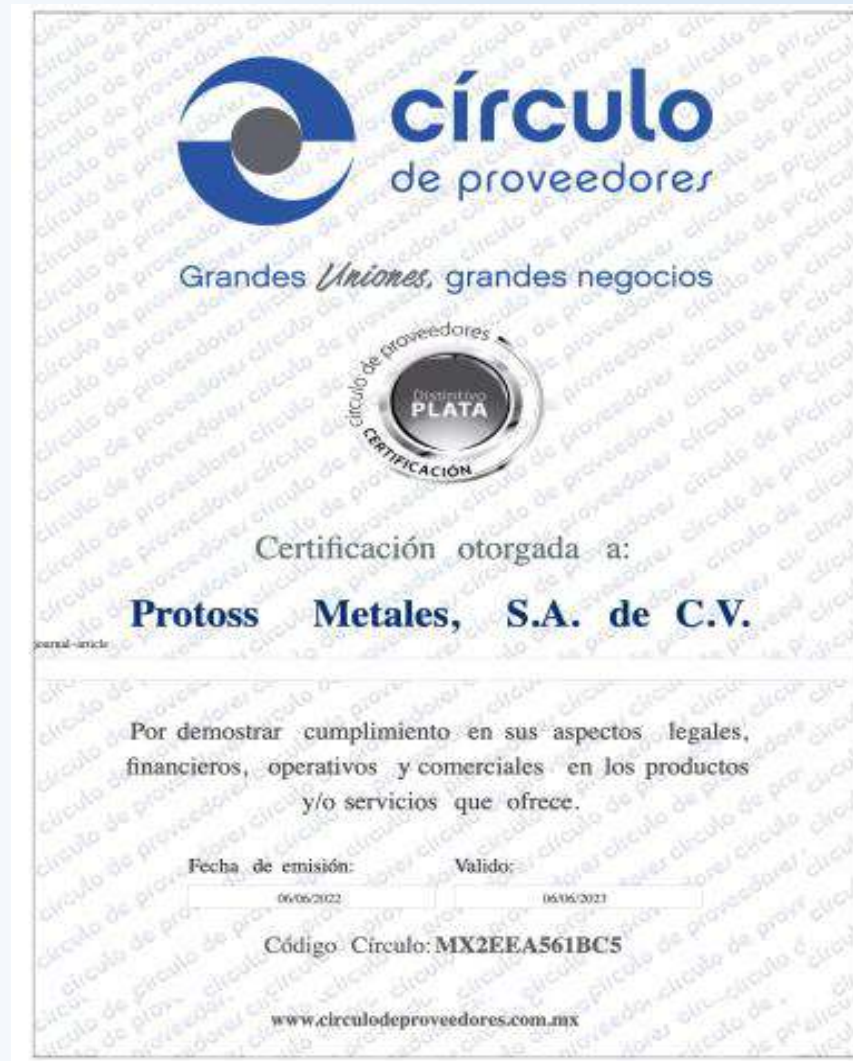 círculo
de proveedores
Grandes Uniones, grandes negocios
círculo de proveedores
Distintivo
PLATA
CERTIFICACIÓN
Certificación otorgada a:
Protoss Metales, S.A. de C.V.
journal-article
Por demostrar cumplimiento en sus aspectos legales,
financieros, operativos y comerciales en los productos
y/o servicios que ofrece.
Fecha de emisión: Valido:
06/06/2022 06/06/2023
Código Círculo: MX2EEA561BC5
www.circulodeproveedores.com.mx